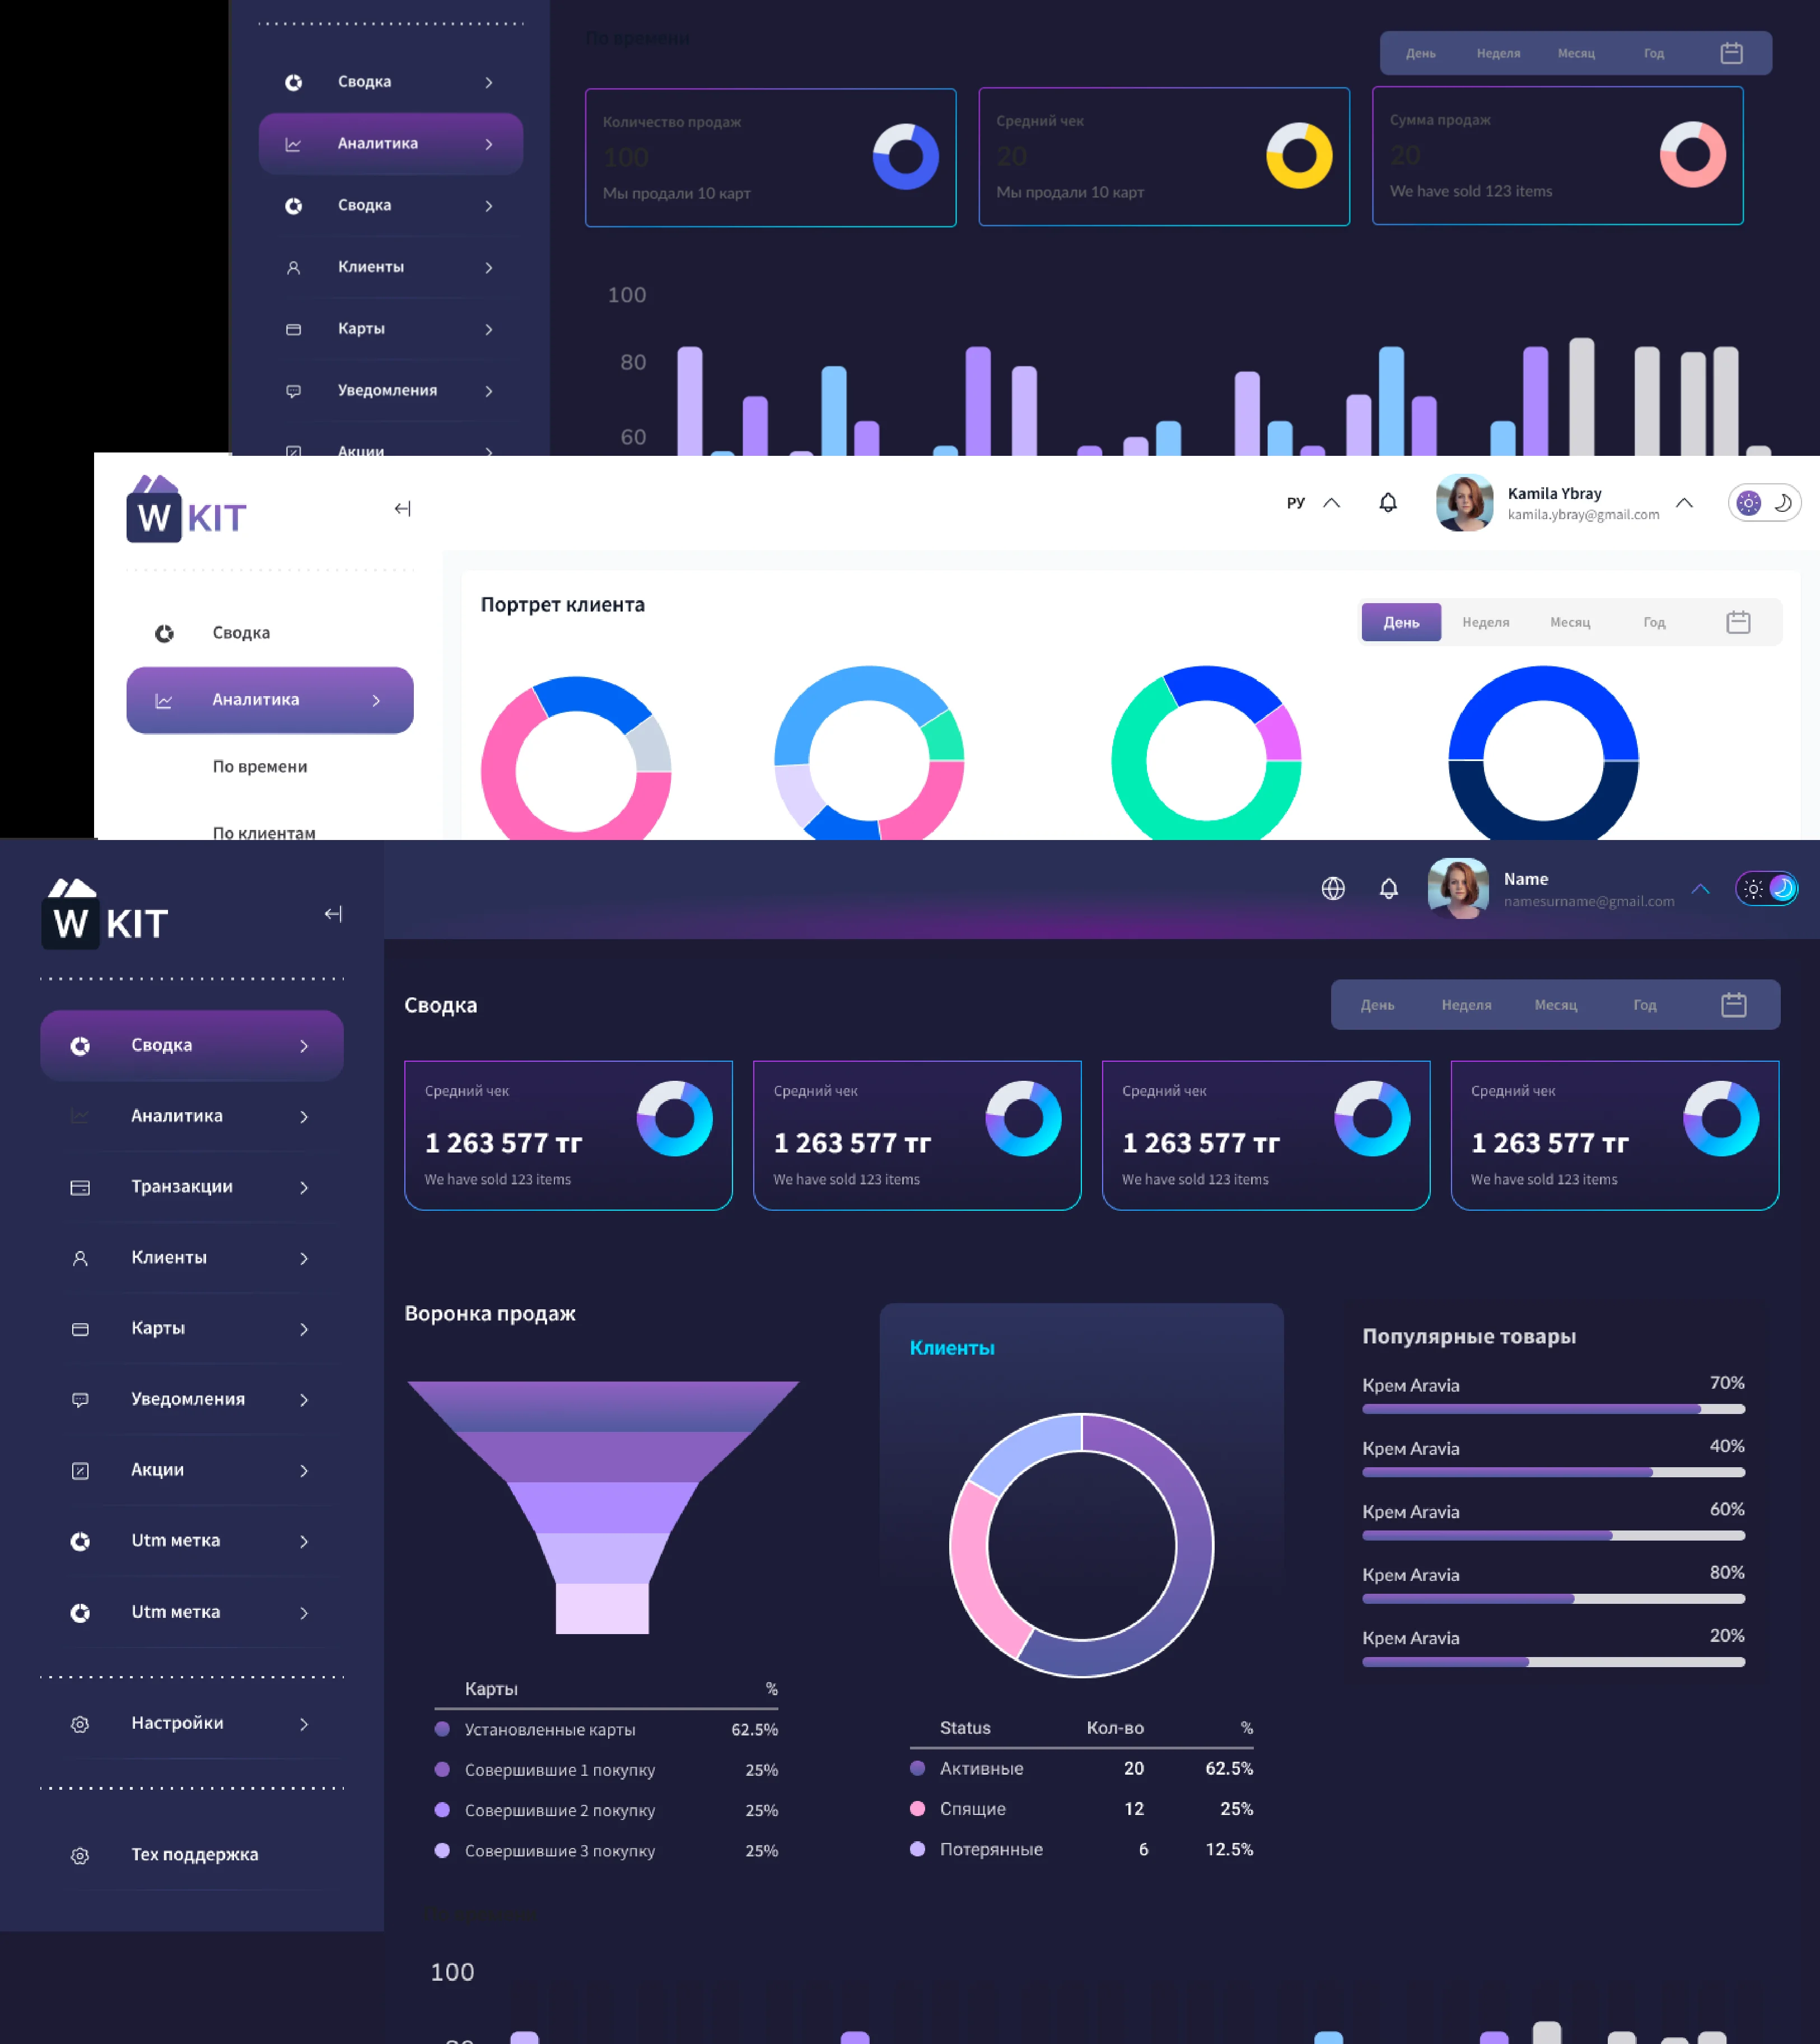 По времени
День Неделя Месяц Год
Сводка
Аналитика
Сводка
Клиенты
Карты
Уведомления
Акции
Количество продаж
100
Мы продали 10 карт
Средний чек
20
Мы продали 10 карт
Сумма продаж
20
We have sold 123 items
100
80
60
W KIT
РУ
Kamila Ybray
kamila.ybray@gmail.com
Сводка
Аналитика
По времени
По клиентам
Портрет клиента
День Неделя Месяц Год
W KIT
Name
namesurname@gmail.com
Сводка
Аналитика
Транзакции
Клиенты
Карты
Уведомления
Акции
Utm метка
Utm метка
Настройки
Тех поддержка
Сводка
День Неделя Месяц Год
Средний чек
1 263 577 тг
We have sold 123 items
Средний чек
1 263 577 тг
We have sold 123 items
Средний чек
1 263 577 тг
We have sold 123 items
Средний чек
1 263 577 тг
We have sold 123 items
Воронка продаж
Карты %
Установленные карты 62.5%
Совершившие 1 покупку 25%
Совершившие 2 покупку 25%
Совершившие 3 покупку 25%
Клиенты
Status Кол-во %
Активные 20 62.5%
Спящие 12 25%
Потерянные 6 12.5%
Популярные товары
Крем Aravia 70%
Крем Aravia 40%
Крем Aravia 60%
Крем Aravia 80%
Крем Aravia 20%
100